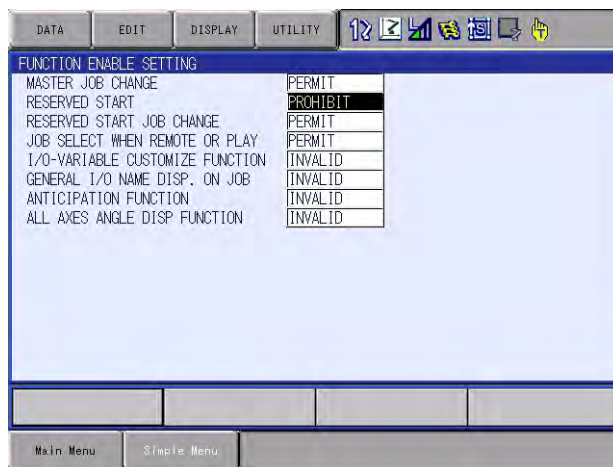 DATA EDIT DISPLAY UTILITY
FUNCTION ENABLE SETTING
MASTER JOB CHANGE PERMIT
RESERVED START PROHIBIT
RESERVED START JOB CHANGE PERMIT
JOB SELECT WHEN REMOTE OR PLAY PERMIT
I/O-VARIABLE CUSTOMIZE FUNCTION INVALID
GENERAL I/O NAME DISP. ON JOB INVALID
ANTICIPATION FUNCTION INVALID
ALL AXES ANGLE DISP FUNCTION INVALID
Main Menu Simple Menu